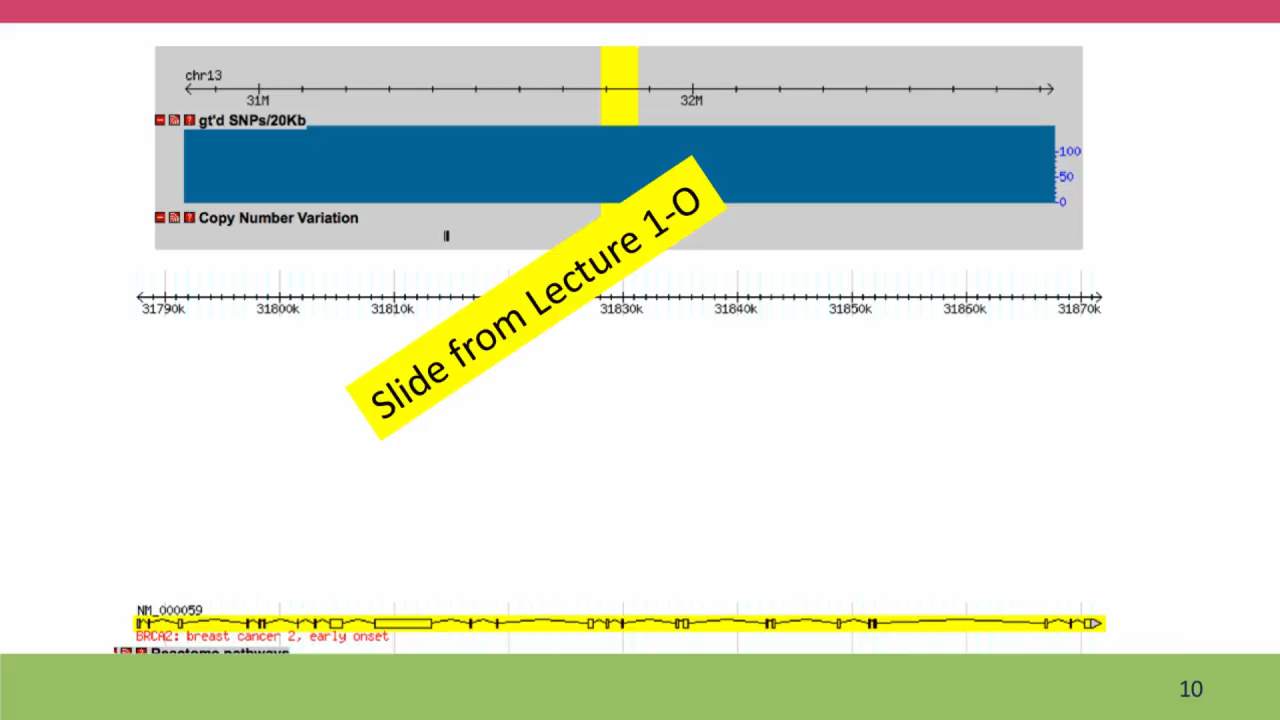 chr13
31M
32M
gt'd SNPs/20Kb
100
50
0
Copy Number Variation
Slide from Lecture 1-O
31790k 31800k 31810k 31830k 31840k 31850k 31860k 31870k
NM_000059
BRCA2: breast cancer 2, early onset
Reactome pathways
10